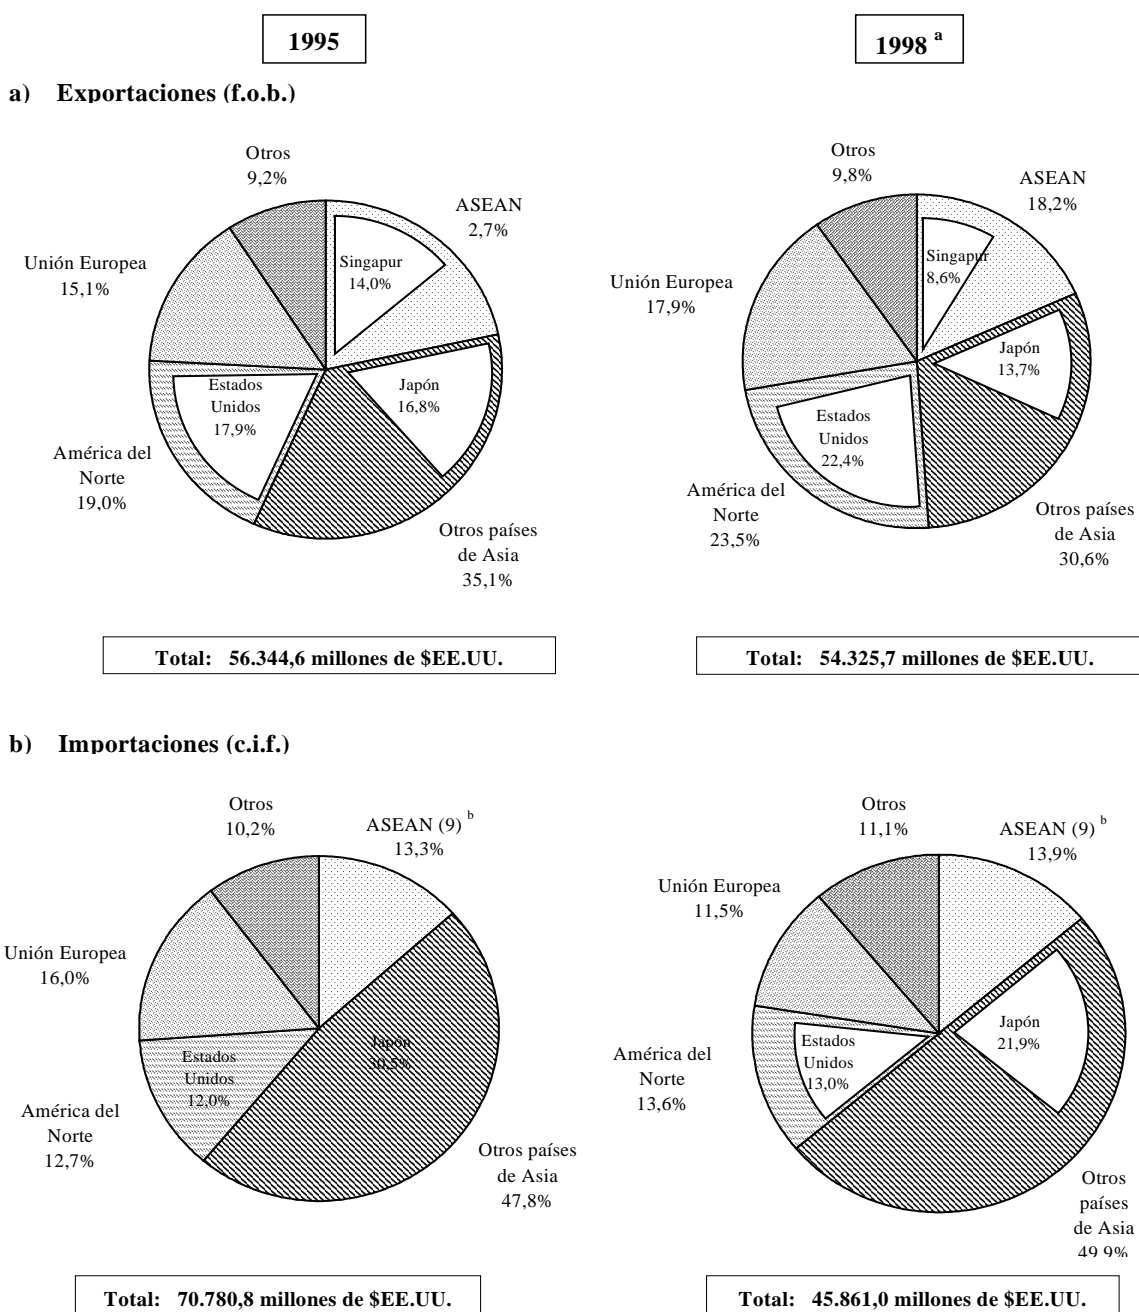 1995
1998 a
a) Exportaciones (f.o.b.)
Otros
9,2%
ASEAN
2,7%
Singapur
14,0%
Unión Europea
15,1%
Japón
16,8%
Estados
Unidos
17,9%
América del
Norte
19,0%
Otros países
de Asia
35,1%
Total: 56.344,6 millones de $EE.UU.
Otros
9,8%
ASEAN
18,2%
Singapur
8,6%
Unión Europea
17,9%
Japón
13,7%
Estados
Unidos
22,4%
América del
Norte
23,5%
Otros países
de Asia
30,6%
Total: 54.325,7 millones de $EE.UU.
b) Importaciones (c.i.f.)
Otros
10,2%
ASEAN (9) b
13,3%
Unión Europea
16,0%
Japón
30,5%
Estados
Unidos
12,0%
América del
Norte
12,7%
Otros países
de Asia
47,8%
Total: 70.780,8 millones de $EE.UU.
Otros
11,1%
ASEAN (9) b
13,9%
Unión Europea
11,5%
Japón
21,9%
Estados
Unidos
13,0%
América del
Norte
13,6%
Otros
países
de Asia
49,9%
Total: 45.861,0 millones de $EE.UU.